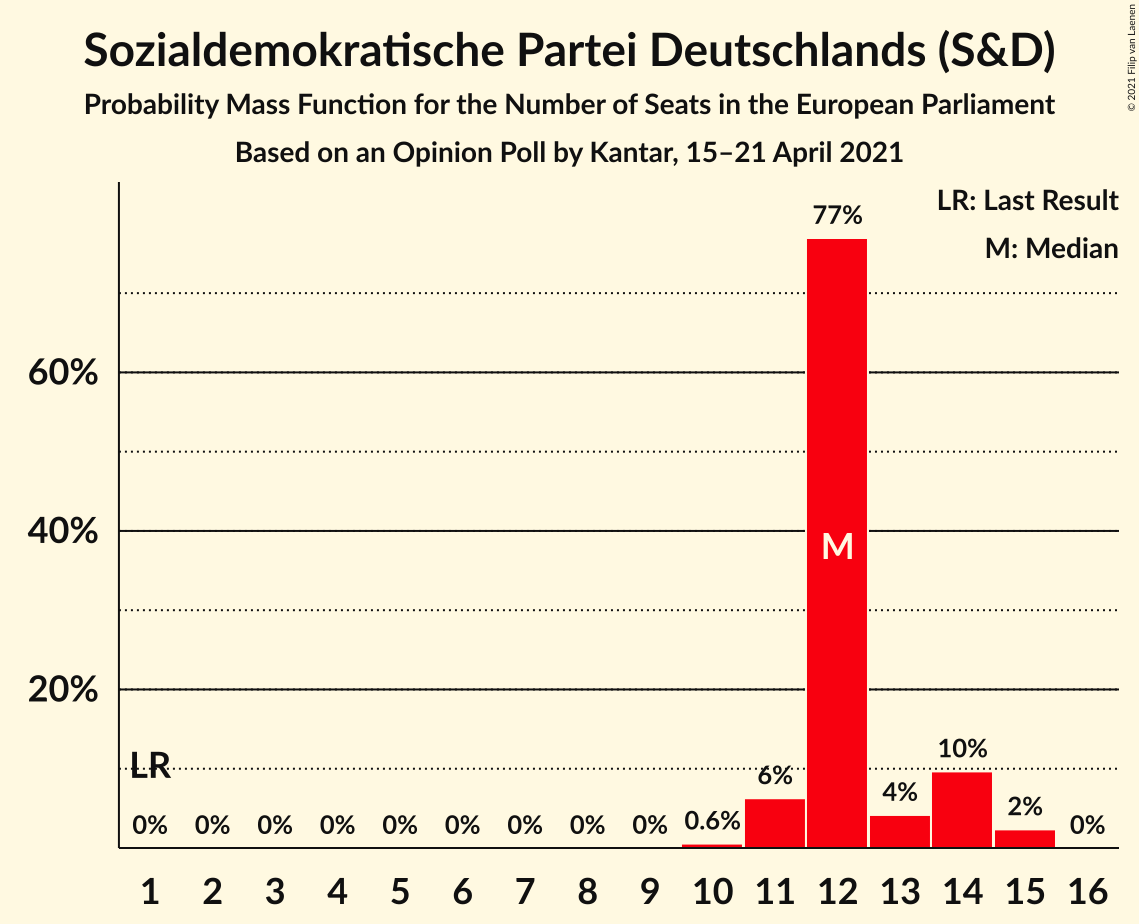 Sozialdemokratische Partei Deutschlands (S&D)
Probability Mass Function for the Number of Seats in the European Parliament
Based on an Opinion Poll by Kantar, 15–21 April 2021
© 2021 Filip van Laenen
LR: Last Result
M: Median
77%
60%
40%
M
20%
LR
0% 0% 0% 0% 0% 0% 0% 0% 0% 0.6% 6% 4% 10% 2% 0%
1 2 3 4 5 6 7 8 9 10 11 12 13 14 15 16